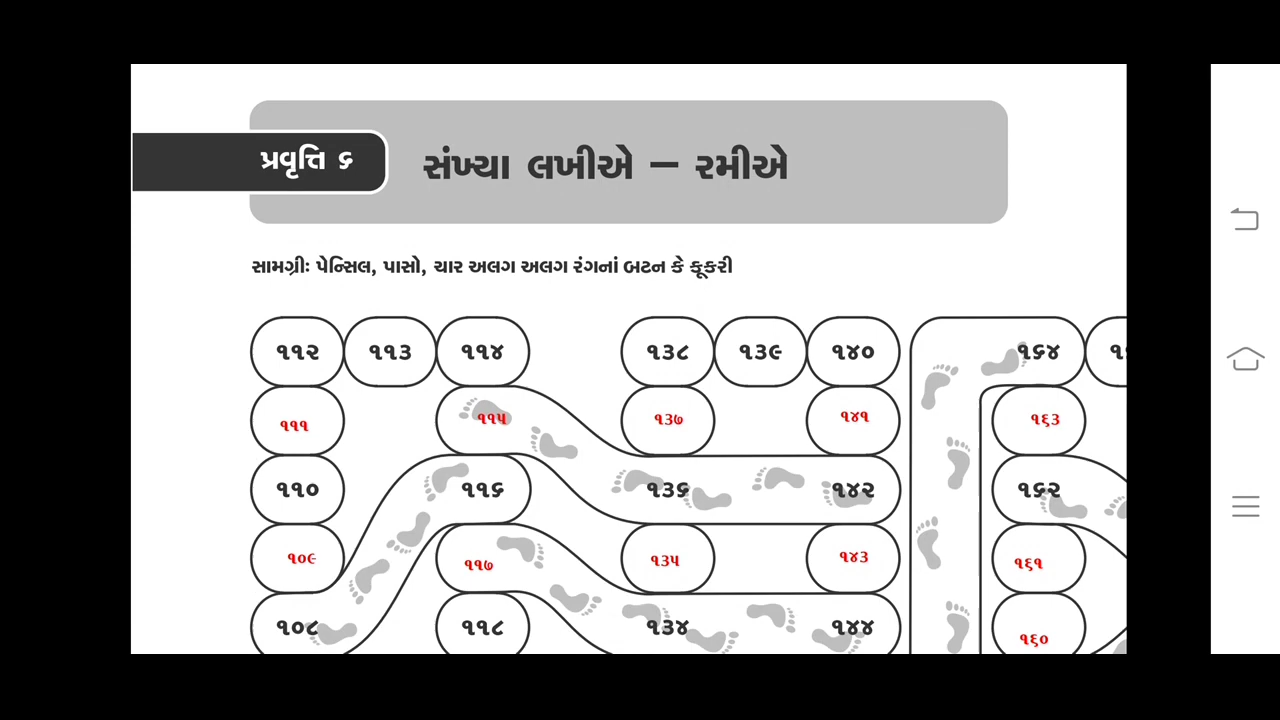 પ્રવૃત્તિ ૬
સંખ્યા લખીએ – રમીએ
સામગ્રીઃ પેન્સિલ, પાસો, ચાર અલગ અલગ રંગનાં બટન કે કૂકરી
૧૧૨ ૧૧૩ ૧૧૪ ૧૩૮ ૧૩૯ ૧૪૦ ૧૬૪
૧૧૧ ૧૧૫ ૧૩૭ ૧૪૧ ૧૬૩
૧૧૦ ૧૧૬ ૧૩૬ ૧૪૨ ૧૬૨
૧૦૯ ૧૧૭ ૧૩૫ ૧૪૩ ૧૬૧
૧૦૮ ૧૧૮ ૧૩૪ ૧૪૪ ૧૬૦